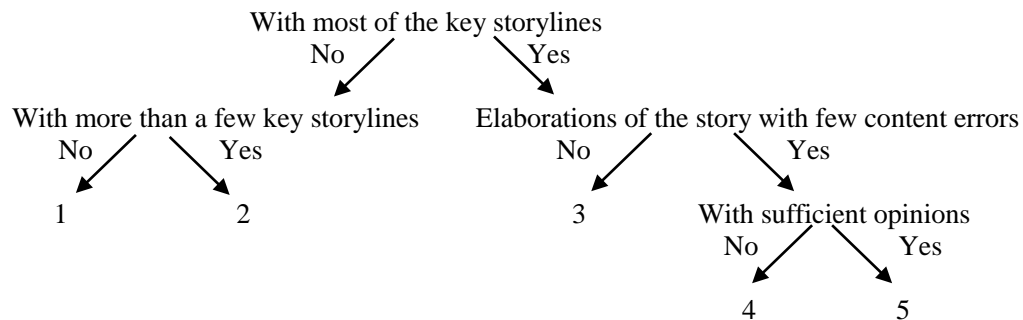 With most of the key storylines
No Yes
With more than a few key storylines Elaborations of the story with few content errors
No Yes No Yes
1 2 3 With sufficient opinions
No Yes
4 5